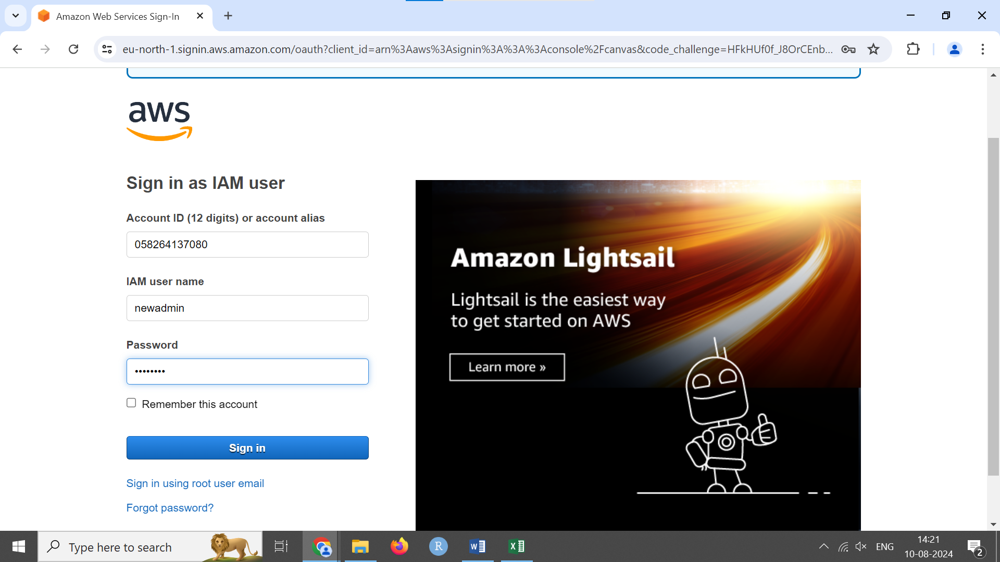 Amazon Web Services Sign-In
eu-north-1.signin.aws.amazon.com/oauth?client_id=arn%3Aaws%3Asignin%3A%3A%3Aconsole%2Fcanvas&code_challenge=HFkHUf0f_J8OrCEnb...
aws
Sign in as IAM user
Account ID (12 digits) or account alias
058264137080
IAM user name
newadmin
Password
••••••••
Remember this account
Sign in
Sign in using root user email
Forgot password?
Amazon Lightsail
Lightsail is the easiest way
to get started on AWS
Learn more »
Type here to search
R
W
X
ENG
14:21
10-08-2024
2